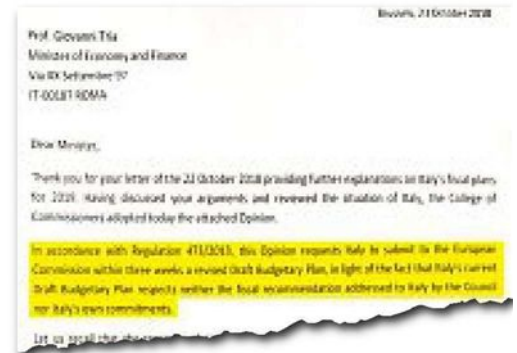 Brussels, 23 October 2018
Prof. Giovanni Tria
Minister of Economy and Finance
Via XX Settembre 97
IT-00187 ROMA
Dear Minister,
Thank you for your letter of the 22 October 2018 providing further explanations on Italy's fiscal plans
for 2019. Having discussed your arguments and reviewed the situation of Italy, the College of
Commissioners adopted today the attached Opinion.
In accordance with Regulation 473/2013, this Opinion requests Italy to submit to the European
Commission within three weeks a revised Draft Budgetary Plan, in light of the fact that Italy's current
Draft Budgetary Plan respects neither the fiscal recommendation addressed to Italy by the Council
nor Italy's own commitments.
Let us recall that the